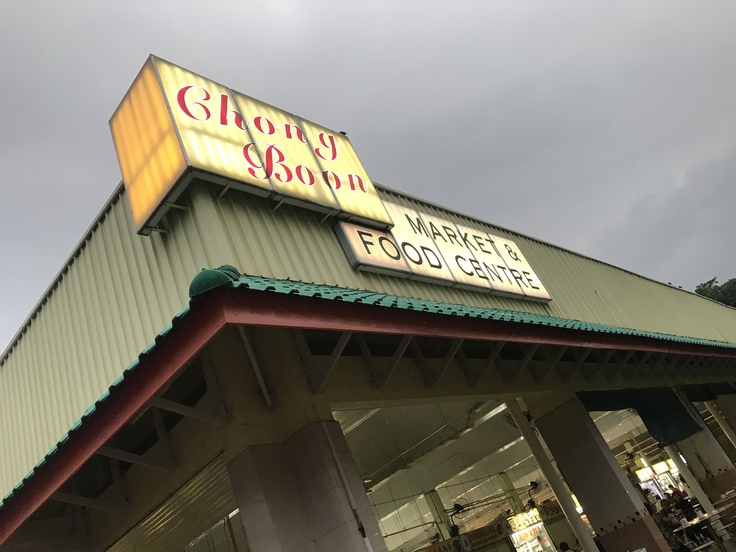 Chong
Boon
MARKET &
FOOD CENTRE